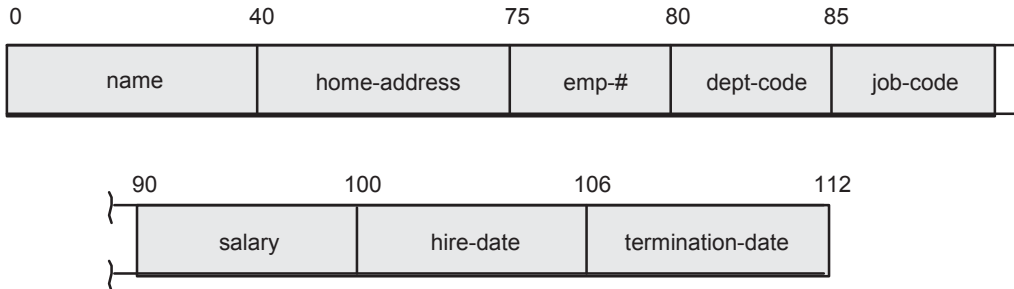 0 40 75 80 85
name home-address emp-# dept-code job-code
90 100 106 112
salary hire-date termination-date